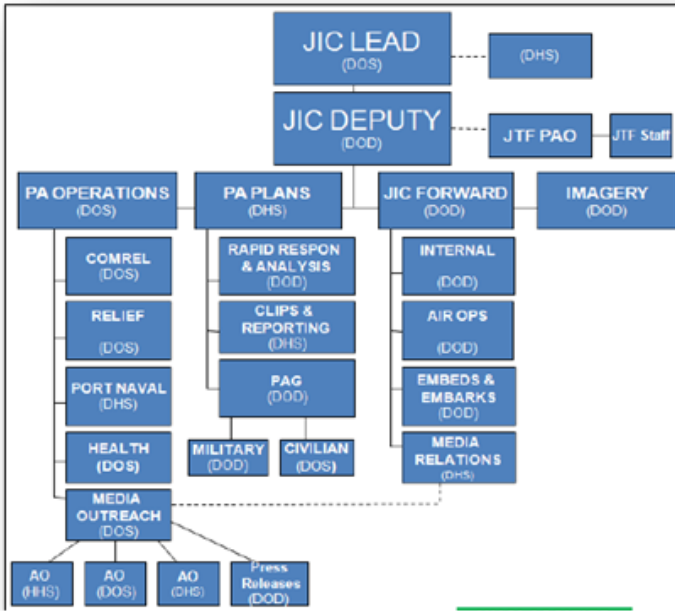 JIC LEAD
(DOS)
(DHS)
JIC DEPUTY
(DOD)
JTF PAO
JTF Staff
PA OPERATIONS
(DOS)
PA PLANS
(DHS)
JIC FORWARD
(DOD)
IMAGERY
(DOD)
COMREL
(DOS)
RELIEF
(DOS)
PORT NAVAL
(DHS)
HEALTH
(DOS)
MEDIA
OUTREACH
(DOS)
RAPID RESPON
& ANALYSIS
(DOD)
CLIPS &
REPORTING
(DHS)
PAG
(DOD)
MILITARY
(DOD)
CIVILIAN
(DOS)
INTERNAL
(DOD)
AIR OPS
(DOD)
EMBEDS &
EMBARKS
(DOD)
MEDIA
RELATIONS
(DHS)
AO
(HHS)
AO
(DOS)
AO
(DHS)
Press
Releases
(DOD)